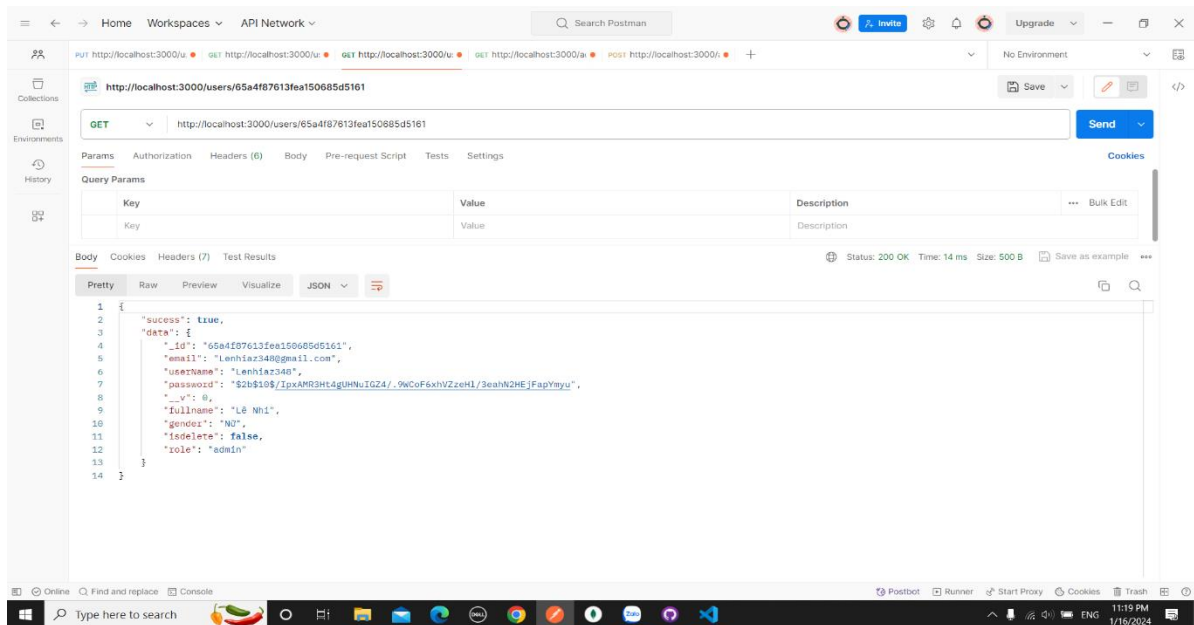 Home Workspaces API Network Search Postman Invite Upgrade
PUT http://localhost:3000/u: GET http://localhost:3000/u: GET http://localhost:3000/u: GET http://localhost:3000/a POST http://localhost:3000/ No Environment
http://localhost:3000/users/65a4f87613fea150685d5161 Save
Collections
GET http://localhost:3000/users/65a4f87613fea150685d5161 Send
Environments
Params Authorization Headers (6) Body Pre-request Script Tests Settings Cookies
History
Query Params
Key Value Description Bulk Edit
Key Value Description
Body Cookies Headers (7) Test Results Status: 200 OK Time: 14 ms Size: 500 B Save as example
Pretty Raw Preview Visualize JSON
1 {
2 "sucess": true,
3 "data": {
4 "_id": "65a4f87613fea150685d5161",
5 "email": "Lenhiaz348@gmail.com",
6 "userName": "Lenhiaz348",
7 "password": "$2b$10$/IpxAMR3Ht4gUHNuIGZ4/.9WCoF6xhVZzeHl/3eahN2HEjFapYmyu",
8 "__v": 0,
9 "fullname": "Lê Nhi",
10 "gender": "Nữ",
11 "isdelete": false,
12 "role": "admin"
13 }
14 }
Online Find and replace Console Postbot Runner Start Proxy Cookies Trash
Type here to search DELL Zalo ENG 11:19 PM
1/16/2024